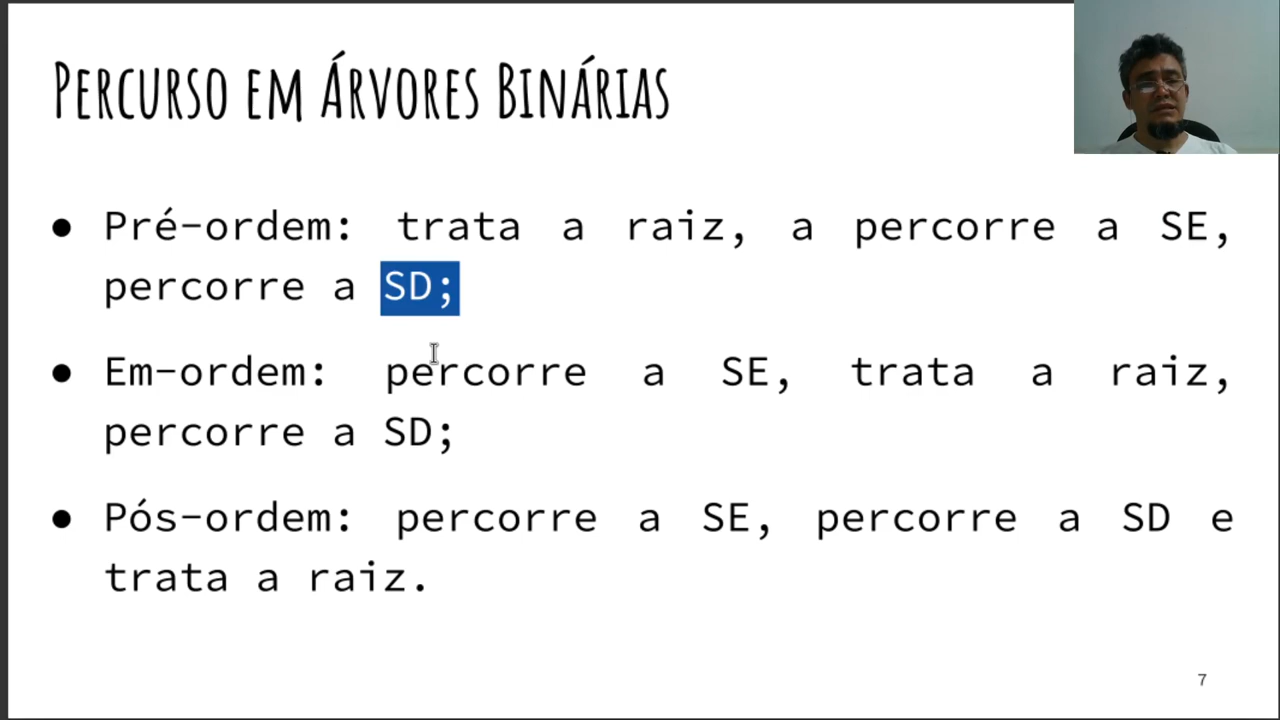 PERCURSO EM ÁRVORES BINÁRIAS
● Pré-ordem: trata a raiz, a percorre a SE,
percorre a SD;
● Em-ordem: percorre a SE, trata a raiz,
percorre a SD;
● Pós-ordem: percorre a SE, percorre a SD e
trata a raiz.
7